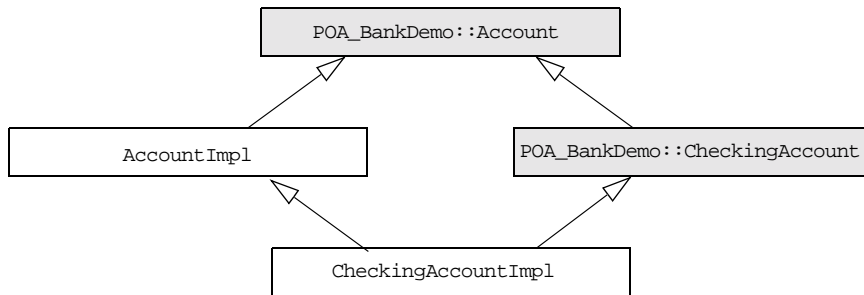 POA_BankDemo::Account
AccountImpl
POA_BankDemo::CheckingAccount
CheckingAccountImpl